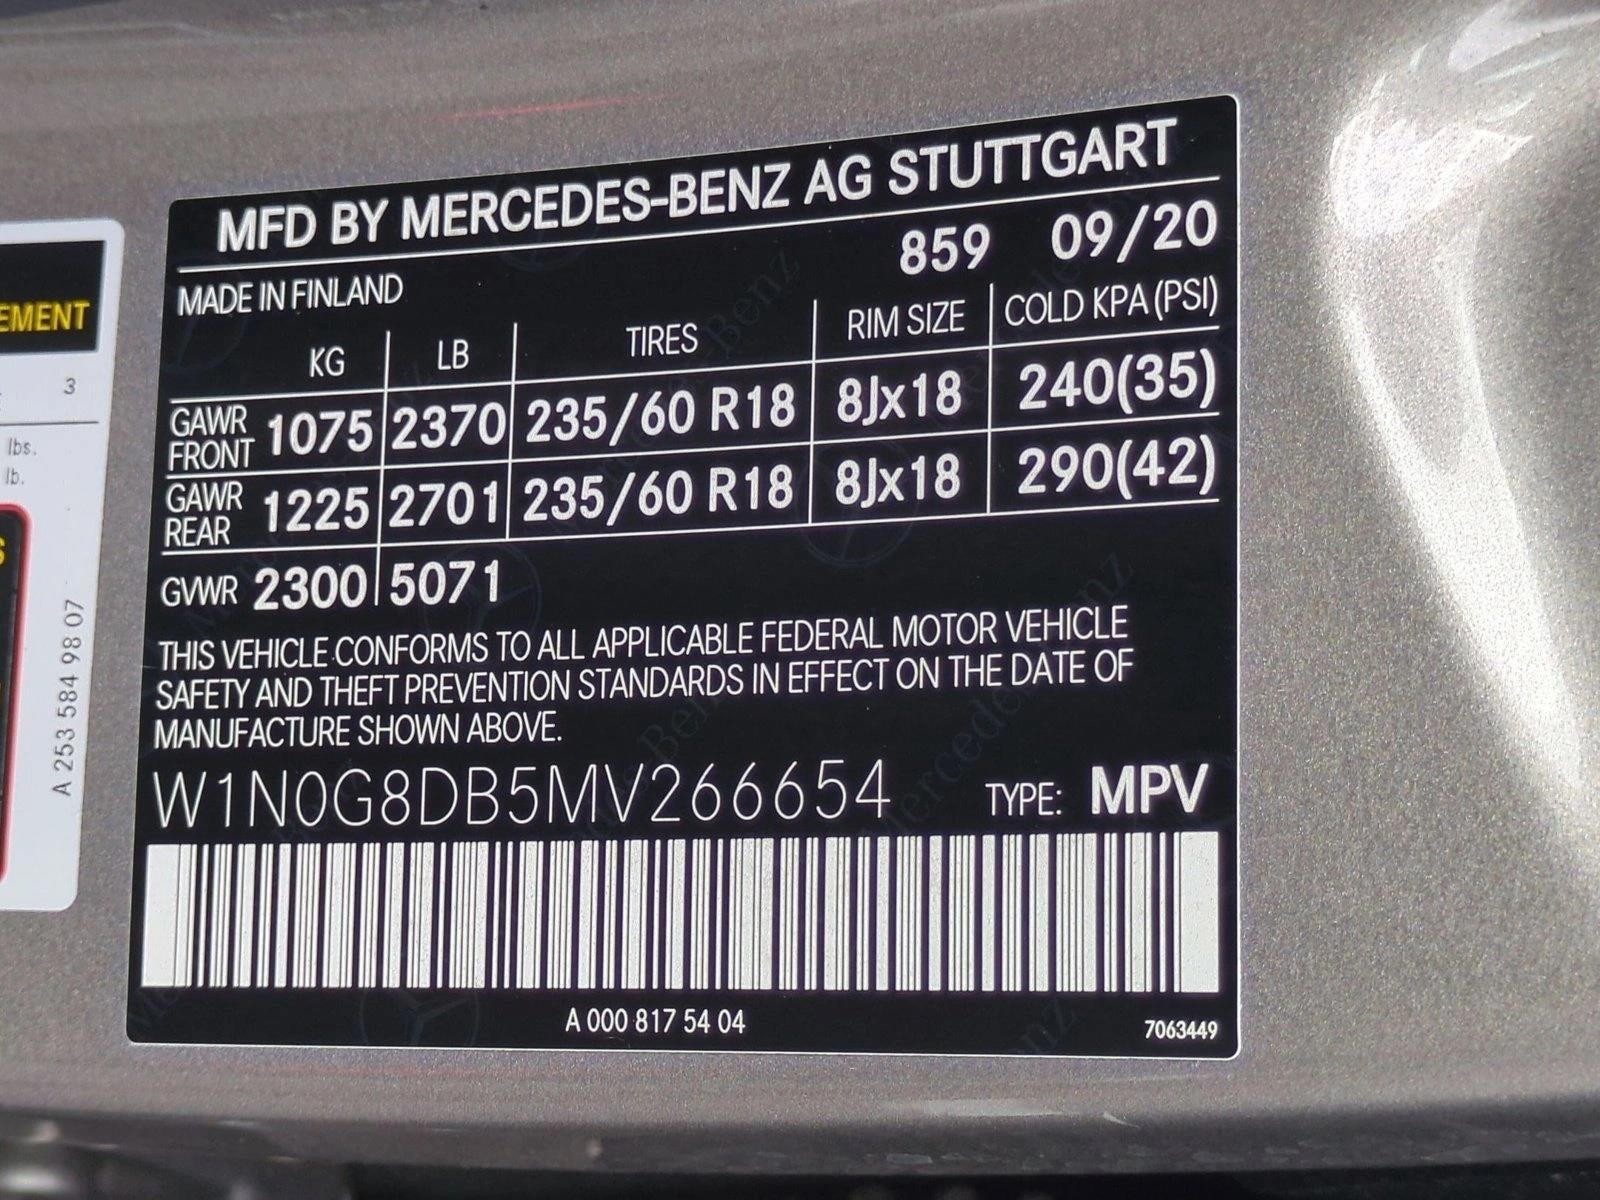 MFD BY MERCEDES-BENZ AG STUTTGART
859 09/20
MADE IN FINLAND
KG LB TIRES RIM SIZE COLD KPA (PSI)
GAWR FRONT 1075 2370 235/60 R18 8Jx18 240(35)
GAWR REAR 1225 2701 235/60 R18 8Jx18 290(42)
GVWR 2300 5071
THIS VEHICLE CONFORMS TO ALL APPLICABLE FEDERAL MOTOR VEHICLE
SAFETY AND THEFT PREVENTION STANDARDS IN EFFECT ON THE DATE OF
MANUFACTURE SHOWN ABOVE.
W1N0G8DB5MV266654 TYPE: MPV
A 000 817 54 04 7063449
3
lbs.
lb.
A 253 584 98 07